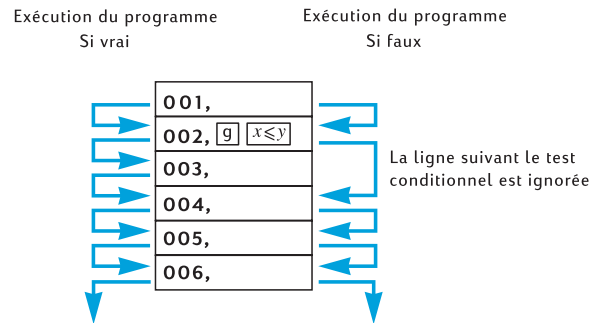 Exécution du programme
Si vrai
Exécution du programme
Si faux
001,
002, g x≤y
003,
004,
005,
006,
La ligne suivant le test
conditionnel est ignorée